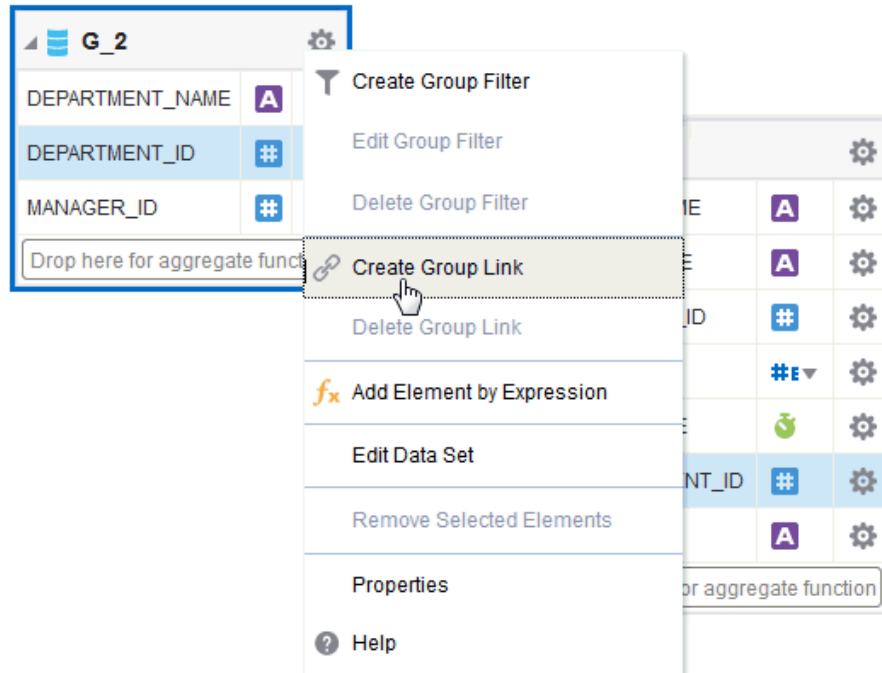 G_2
DEPARTMENT_NAME A
DEPARTMENT_ID #
MANAGER_ID #
Drop here for aggregate funct
Create Group Filter
Edit Group Filter
Delete Group Filter
Create Group Link
Delete Group Link
fx Add Element by Expression
Edit Data Set
Remove Selected Elements
Properties
? Help
ME A
E A
_ID #
#E
E
NT_ID #
A
or aggregate function